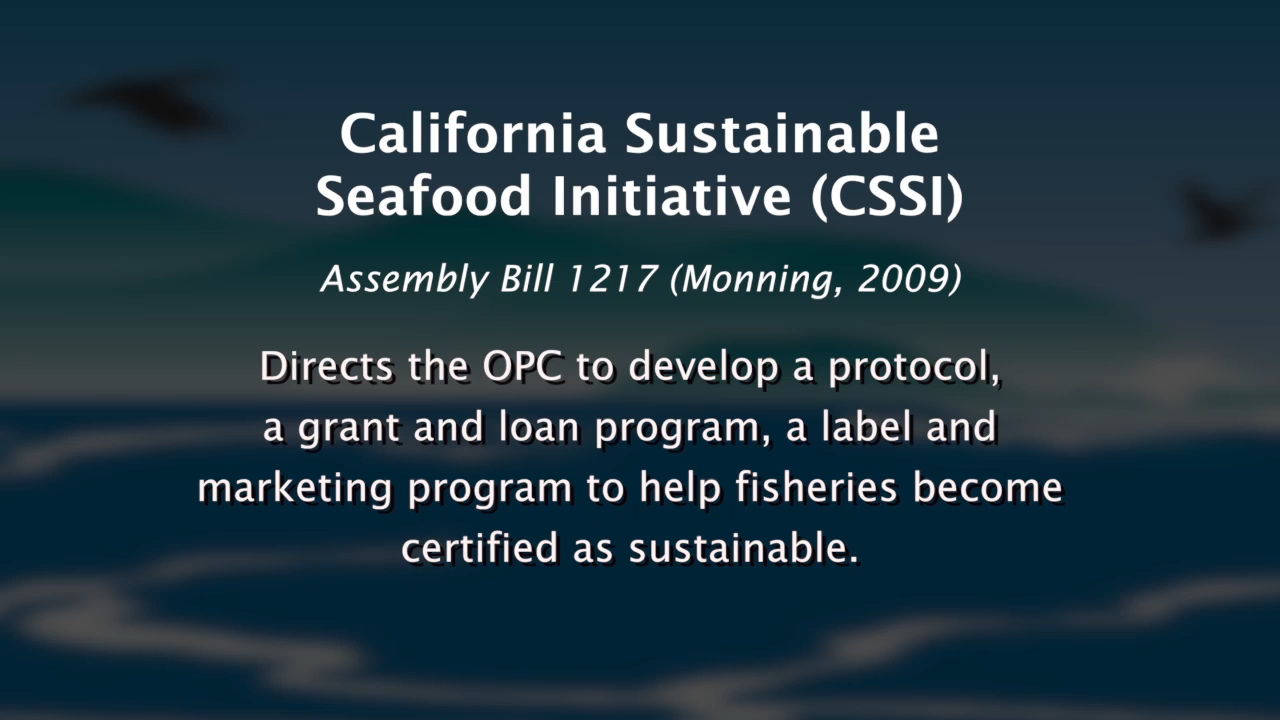 California Sustainable
Seafood Initiative (CSSI)
Assembly Bill 1217 (Monning, 2009)
Directs the OPC to develop a protocol,
a grant and loan program, a label and
marketing program to help fisheries become
certified as sustainable.